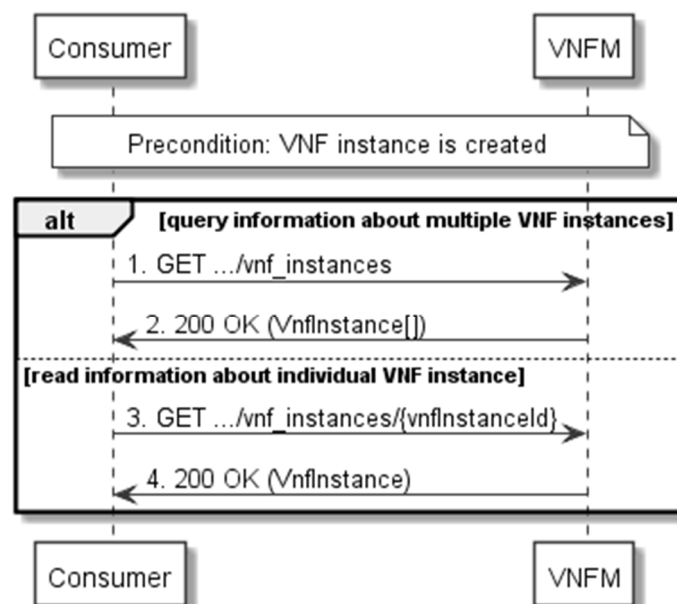 Consumer VNFM
Precondition: VNF instance is created
alt [query information about multiple VNF instances]
1. GET .../vnf_instances
2. 200 OK (VnfInstance[])
[read information about individual VNF instance]
3. GET .../vnf_instances/{vnfInstanceId}
4. 200 OK (VnfInstance)
Consumer VNFM